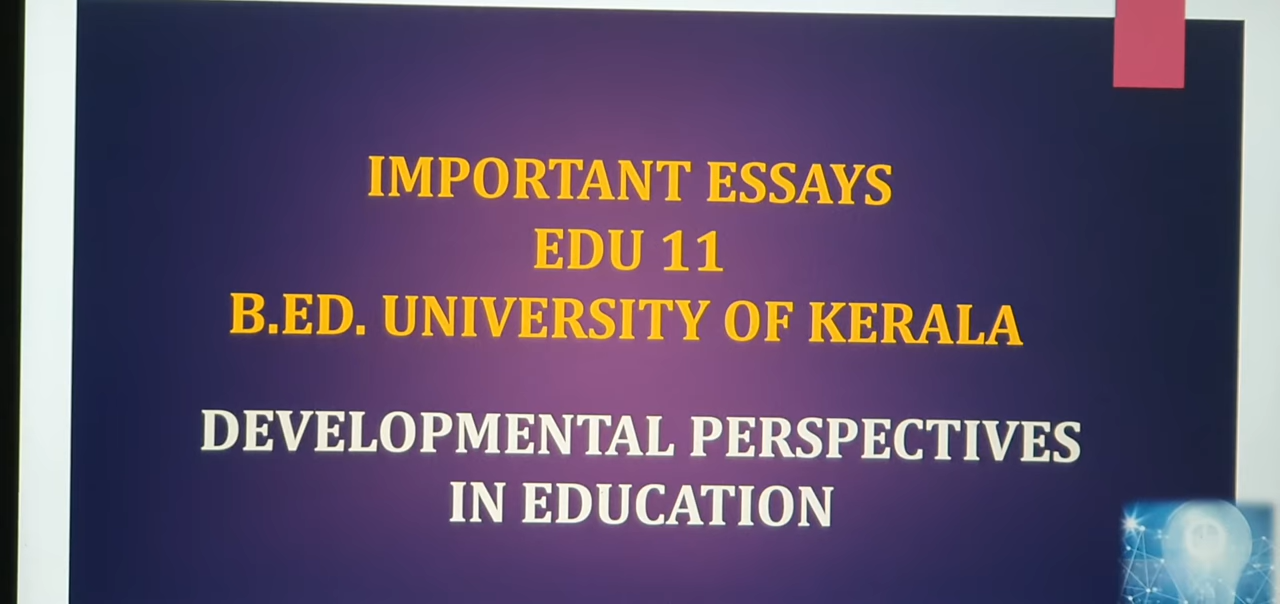 IMPORTANT ESSAYS
EDU 11
B.ED. UNIVERSITY OF KERALA
DEVELOPMENTAL PERSPECTIVES
IN EDUCATION